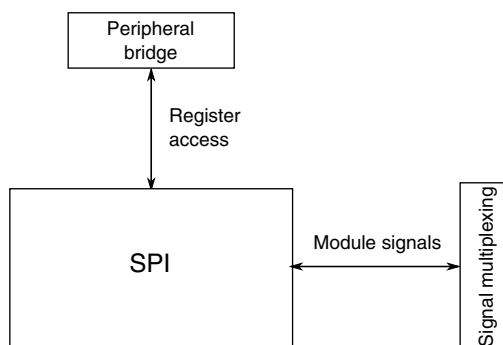 Peripheral
bridge
Register
access
SPI
Module signals
Signal multiplexing